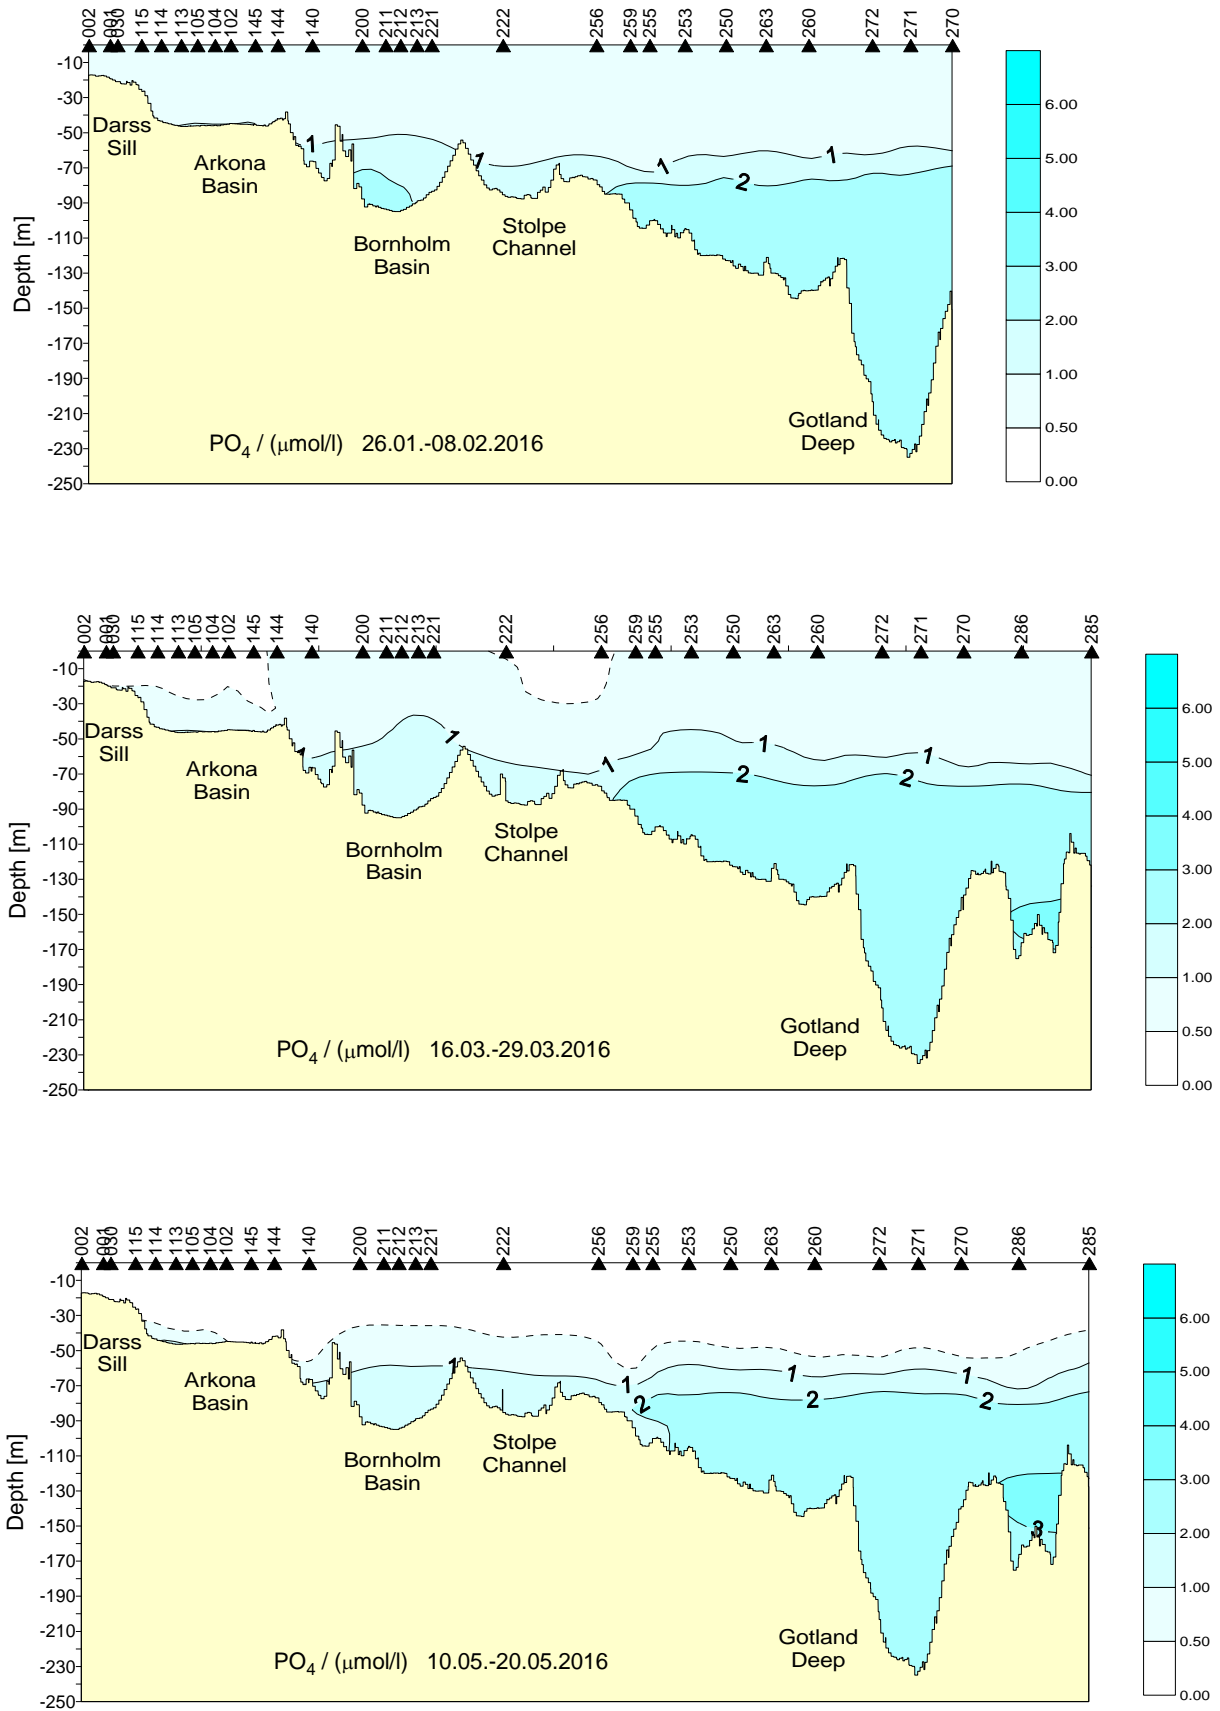 002 001 030 115 114 113 105 104 102 145 144 140 200 211 212 213 221 222 256 259 255 253 250 263 260 272 271 270
-10
-30
-50
-70
-90
-110
-130
-150
-170
-190
-210
-230
-250
Depth [m]
Darss
Sill
Arkona
Basin
Bornholm
Basin
Stolpe
Channel
Gotland
Deep
1 1 1 1
2
PO4 / (μmol/l) 26.01.-08.02.2016
6.00
5.00
4.00
3.00
2.00
1.00
0.50
0.00
002 001 030 115 114 113 105 104 102 145 144 140 200 211 212 213 221 222 256 259 255 253 250 263 260 272 271 270 286 285
-10
-30
-50
-70
-90
-110
-130
-150
-170
-190
-210
-230
-250
Depth [m]
Darss
Sill
Arkona
Basin
Bornholm
Basin
Stolpe
Channel
Gotland
Deep
1 1 1 1 1
2 2
PO4 / (μmol/l) 16.03.-29.03.2016
6.00
5.00
4.00
3.00
2.00
1.00
0.50
0.00
002 001 030 115 114 113 105 104 102 145 144 140 200 211 212 213 221 222 256 259 255 253 250 263 260 272 271 270 286 285
-10
-30
-50
-70
-90
-110
-130
-150
-170
-190
-210
-230
-250
Depth [m]
Darss
Sill
Arkona
Basin
Bornholm
Basin
Stolpe
Channel
Gotland
Deep
1 1 1 1
2 2 2
3
PO4 / (μmol/l) 10.05.-20.05.2016
6.00
5.00
4.00
3.00
2.00
1.00
0.50
0.00